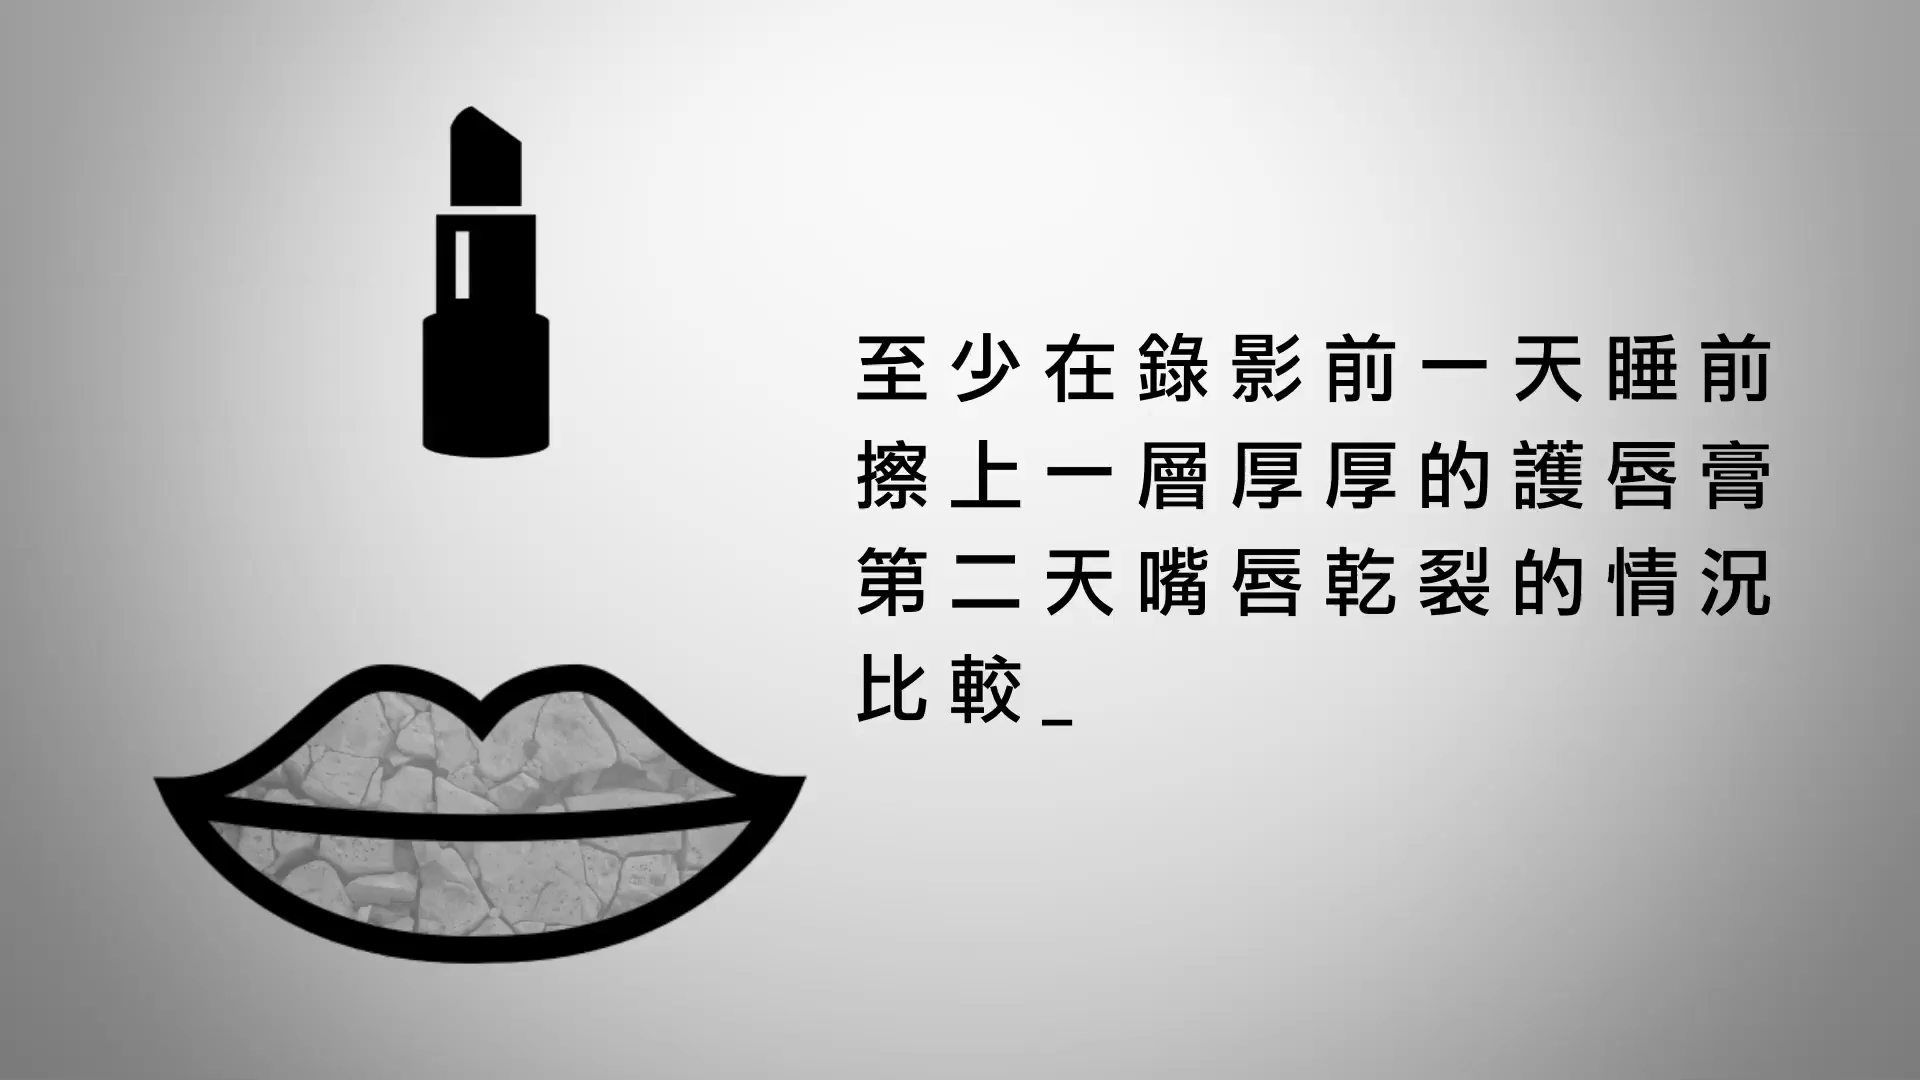 至少在錄影前一天睡前
擦上一層厚厚的護唇膏
第二天嘴唇乾裂的情況
比較_